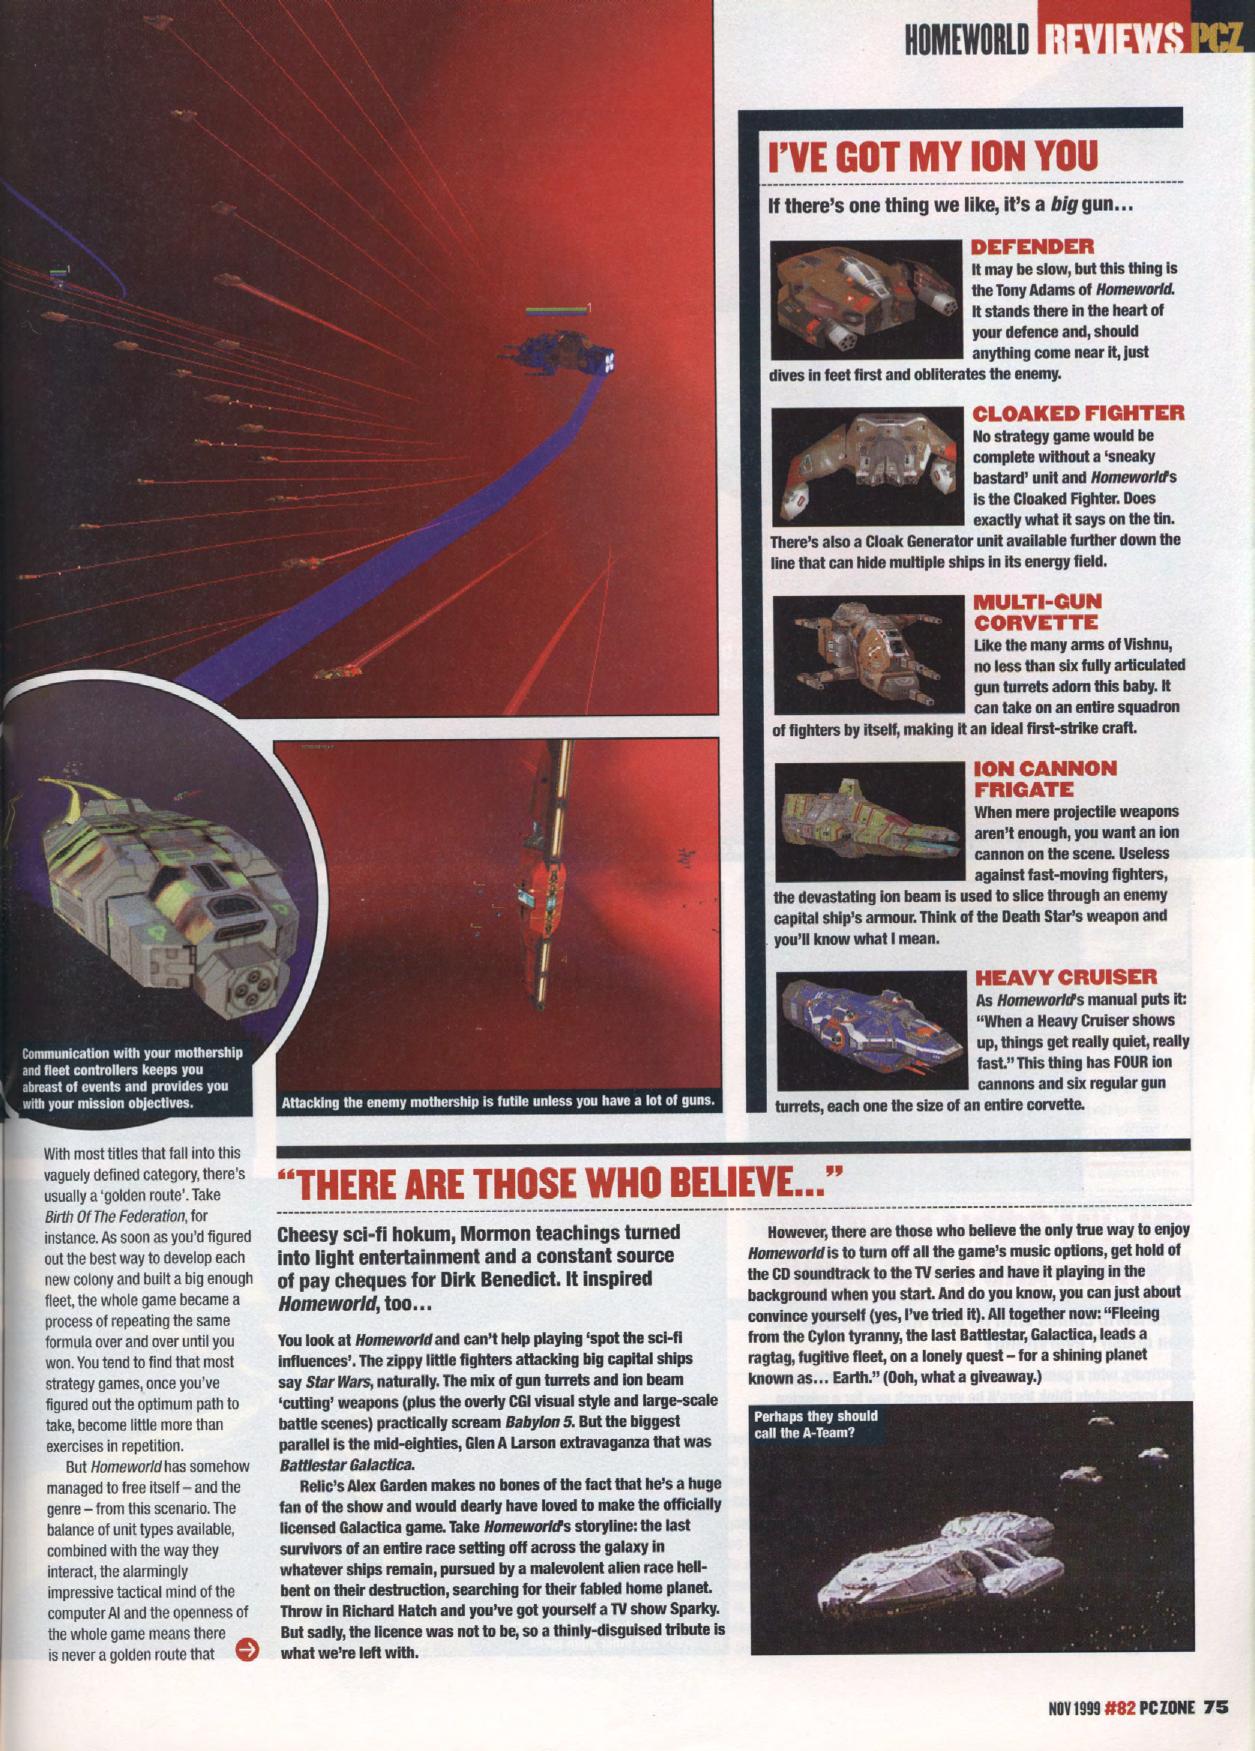 HOMEWORLD REVIEWS PCZ
I'VE GOT MY ION YOU
If there's one thing we like, it's a big gun...
DEFENDER
It may be slow, but this thing is
the Tony Adams of Homeworld.
It stands there in the heart of
your defence and, should
anything come near it, just
dives in feet first and obliterates the enemy.
CLOAKED FIGHTER
No strategy game would be
complete without a 'sneaky
bastard' unit and Homeworld's
is the Cloaked Fighter. Does
exactly what it says on the tin.
There's also a Cloak Generator unit available further down the
line that can hide multiple ships in its energy field.
MULTI-GUN
CORVETTE
Like the many arms of Vishnu,
no less than six fully articulated
gun turrets adorn this baby. It
can take on an entire squadron
of fighters by itself, making it an ideal first-strike craft.
ION CANNON
FRIGATE
When mere projectile weapons
aren't enough, you want an ion
cannon on the scene. Useless
against fast-moving fighters,
the devastating ion beam is used to slice through an enemy
capital ship's armour. Think of the Death Star's weapon and
you'll know what I mean.
HEAVY CRUISER
As Homeworld's manual puts it:
"When a Heavy Cruiser shows
up, things get really quiet, really
fast." This thing has FOUR ion
cannons and six regular gun
turrets, each one the size of an entire corvette.
Communication with your mothership
and fleet controllers keeps you
abreast of events and provides you
with your mission objectives.
Attacking the enemy mothership is futile unless you have a lot of guns.
With most titles that fall into this
vaguely defined category, there's
usually a 'golden route'. Take
Birth Of The Federation, for
instance. As soon as you'd figured
out the best way to develop each
new colony and built a big enough
fleet, the whole game became a
process of repeating the same
formula over and over until you
won. You tend to find that most
strategy games, once you've
figured out the optimum path to
take, become little more than
exercises in repetition.
But Homeworld has somehow
managed to free itself – and the
genre – from this scenario. The
balance of unit types available,
combined with the way they
interact, the alarmingly
impressive tactical mind of the
computer AI and the openness of
the whole game means there
is never a golden route that
"THERE ARE THOSE WHO BELIEVE..."
Cheesy sci-fi hokum, Mormon teachings turned
into light entertainment and a constant source
of pay cheques for Dirk Benedict. It inspired
Homeworld, too...
You look at Homeworld and can't help playing 'spot the sci-fi
influences'. The zippy little fighters attacking big capital ships
say Star Wars, naturally. The mix of gun turrets and ion beam
'cutting' weapons (plus the overly CGI visual style and large-scale
battle scenes) practically scream Babylon 5. But the biggest
parallel is the mid-eighties, Glen A Larson extravaganza that was
Battlestar Galactica.
Relic's Alex Garden makes no bones of the fact that he's a huge
fan of the show and would dearly have loved to make the officially
licensed Galactica game. Take Homeworld's storyline: the last
survivors of an entire race setting off across the galaxy in
whatever ships remain, pursued by a malevolent alien race hell-
bent on their destruction, searching for their fabled home planet.
Throw in Richard Hatch and you've got yourself a TV show Sparky.
But sadly, the licence was not to be, so a thinly-disguised tribute is
what we're left with.
However, there are those who believe the only true way to enjoy
Homeworld is to turn off all the game's music options, get hold of
the CD soundtrack to the TV series and have it playing in the
background when you start. And do you know, you can just about
convince yourself (yes, I've tried it). All together now: "Fleeing
from the Cylon tyranny, the last Battlestar, Galactica, leads a
ragtag, fugitive fleet, on a lonely quest – for a shining planet
known as... Earth." (Ooh, what a giveaway.)
Perhaps they should
call the A-Team?
NOV 1999 #82 PC ZONE 75